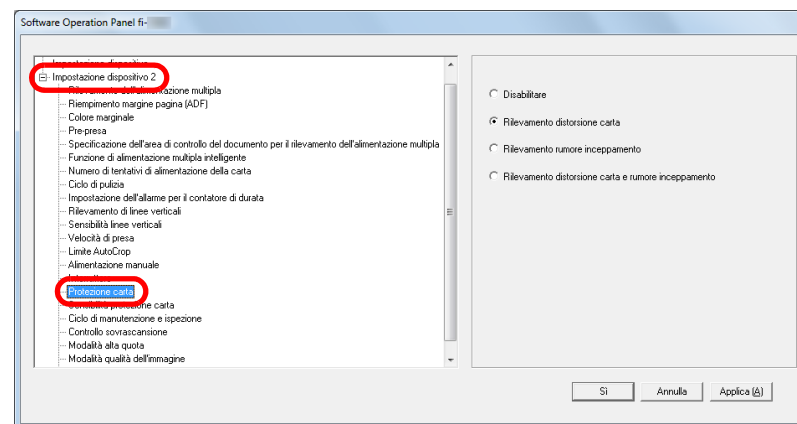 Software Operation Panel fi-
Impostazione dispositivo
Impostazione dispositivo 2
Rilevamento dell'alimentazione multipla
Riempimento margine pagina (ADF)
Colore marginale
Pre-presa
Specificazione dell'area di controllo del documento per il rilevamento dell'alimentazione multipla
Funzione di alimentazione multipla intelligente
Numero di tentativi di alimentazione della carta
Ciclo di pulizia
Impostazione dell'allarme per il contatore di durata
Rilevamento di linee verticali
Sensibilità linee verticali
Velocità di presa
Limite AutoCrop
Alimentazione manuale
Protezione carta
Sensibilità protezione carta
Ciclo di manutenzione e ispezione
Controllo sovrascansione
Modalità alta quota
Modalità qualità dell'immagine
Disabilitare
Rilevamento distorsione carta
Rilevamento rumore inceppamento
Rilevamento distorsione carta e rumore inceppamento
Sì
Annulla
Applica (A)